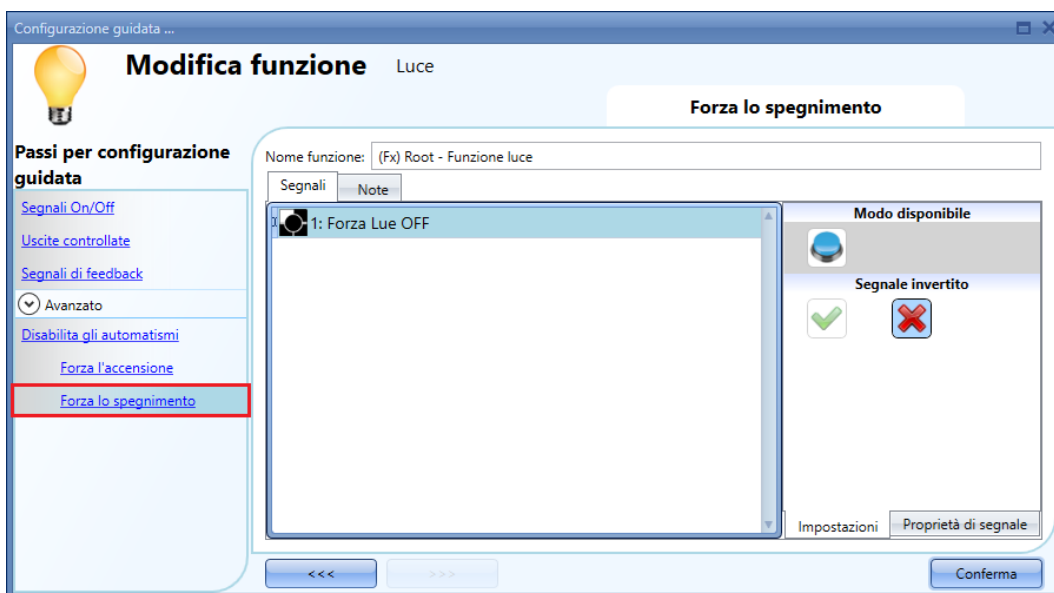 Configurazione guidata ...
Modifica funzione Luce
Forza lo spegnimento
Passi per configurazione
guidata
Segnali On/Off
Uscite controllate
Segnali di feedback
Avanzato
Disabilita gli automatismi
Forza l'accensione
Forza lo spegnimento
Nome funzione: (Fx) Root - Funzione luce
Segnali Note
1: Forza Lue OFF
Modo disponibile
Segnale invertito
Impostazioni Proprietà di segnale
<<< >>> Conferma